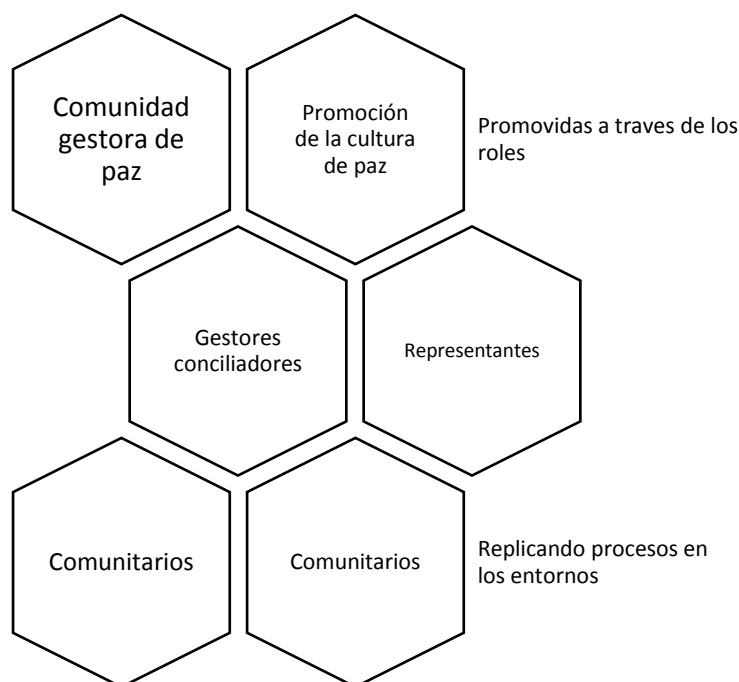 Comunidad
gestora de
paz
Promoción
de la cultura
de paz
Promovidas a traves de los
roles
Gestores
conciliadores
Representantes
Comunitarios
Comunitarios
Replicando procesos en
los entornos